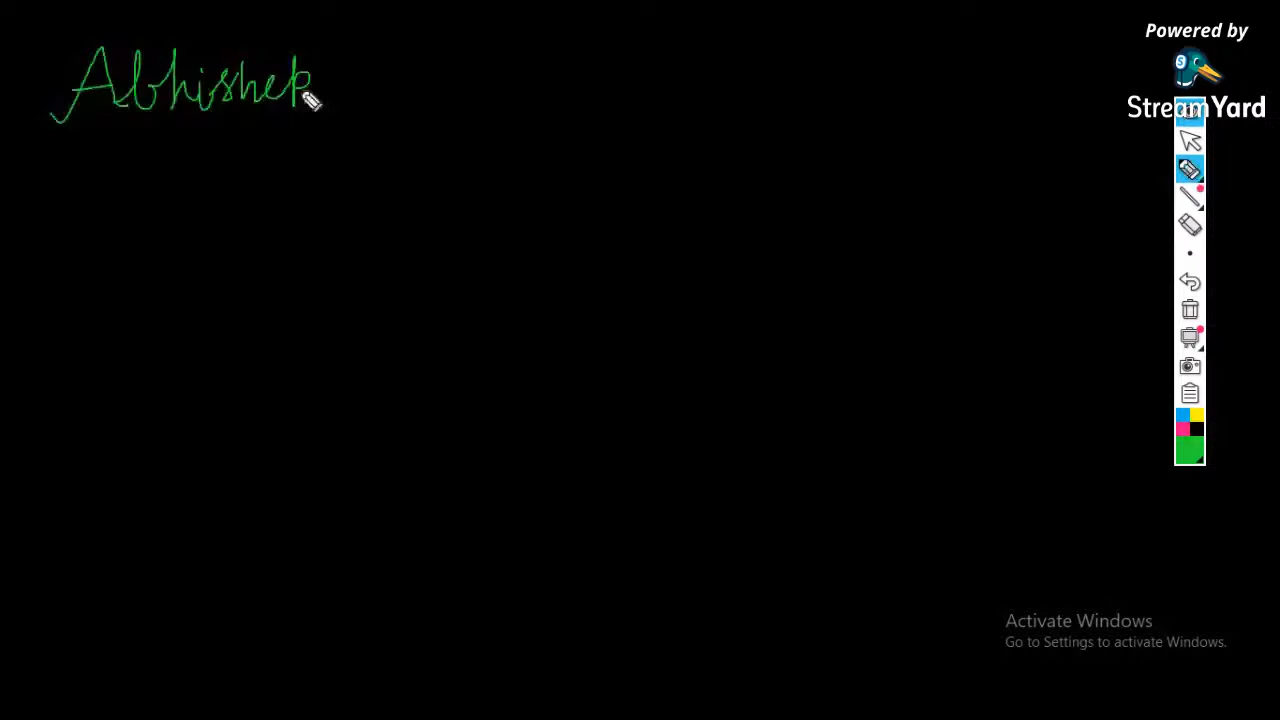 Powered by
StreamYard
Abhishek
Activate Windows
Go to Settings to activate Windows.